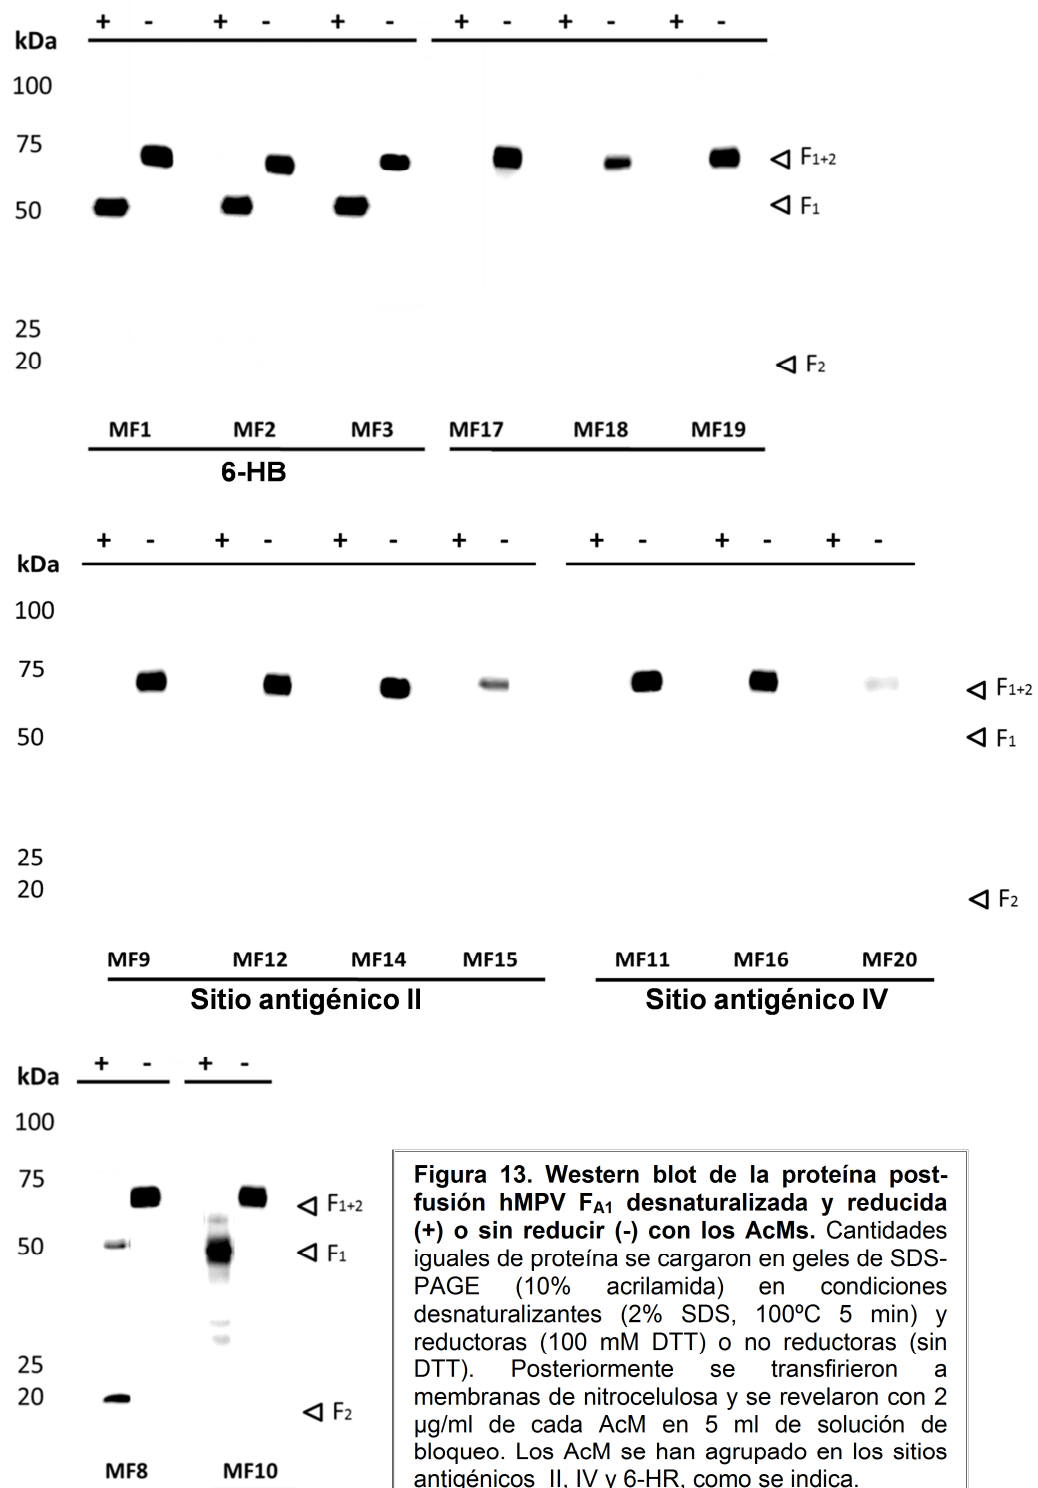 + - + - + - + - + - + -
kDa
100
75
F1+2
50
F1
25
20
F2
MF1 MF2 MF3 MF17 MF18 MF19
6-HB
+ - + - + - + - + - + - + -
kDa
100
75
F1+2
50
F1
25
20
F2
MF9 MF12 MF14 MF15 MF11 MF16 MF20
Sitio antigénico II Sitio antigénico IV
+ - + -
kDa
100
75
F1+2
50
F1
25
20
F2
MF8 MF10
Figura 13. Western blot de la proteína post-
fusión hMPV FA1 desnaturalizada y reducida
(+) o sin reducir (-) con los AcMs. Cantidades
iguales de proteína se cargaron en geles de SDS-
PAGE (10% acrilamida) en condiciones
desnaturalizantes (2% SDS, 100ºC 5 min) y
reductoras (100 mM DTT) o no reductoras (sin
DTT). Posteriormente se transfirieron a
membranas de nitrocelulosa y se revelaron con 2
µg/ml de cada AcM en 5 ml de solución de
bloqueo. Los AcM se han agrupado en los sitios
antigénicos II, IV y 6-HR, como se indica.